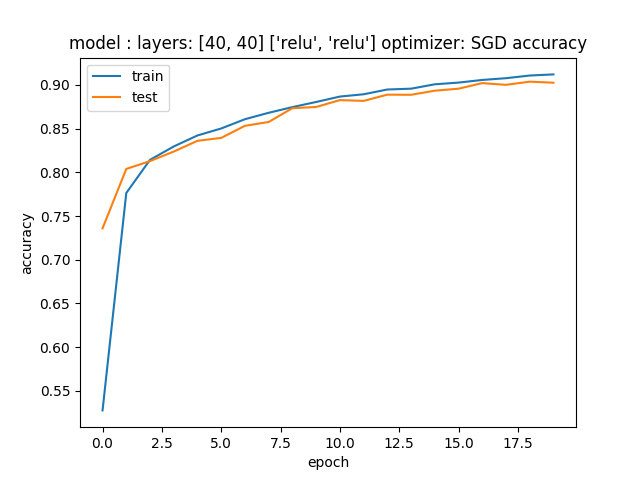 model : layers: [40, 40] ['relu', 'relu'] optimizer: SGD accuracy
train
test
0.90
0.85
0.80
0.75
0.70
0.65
0.60
0.55
accuracy
0.0 2.5 5.0 7.5 10.0 12.5 15.0 17.5
epoch